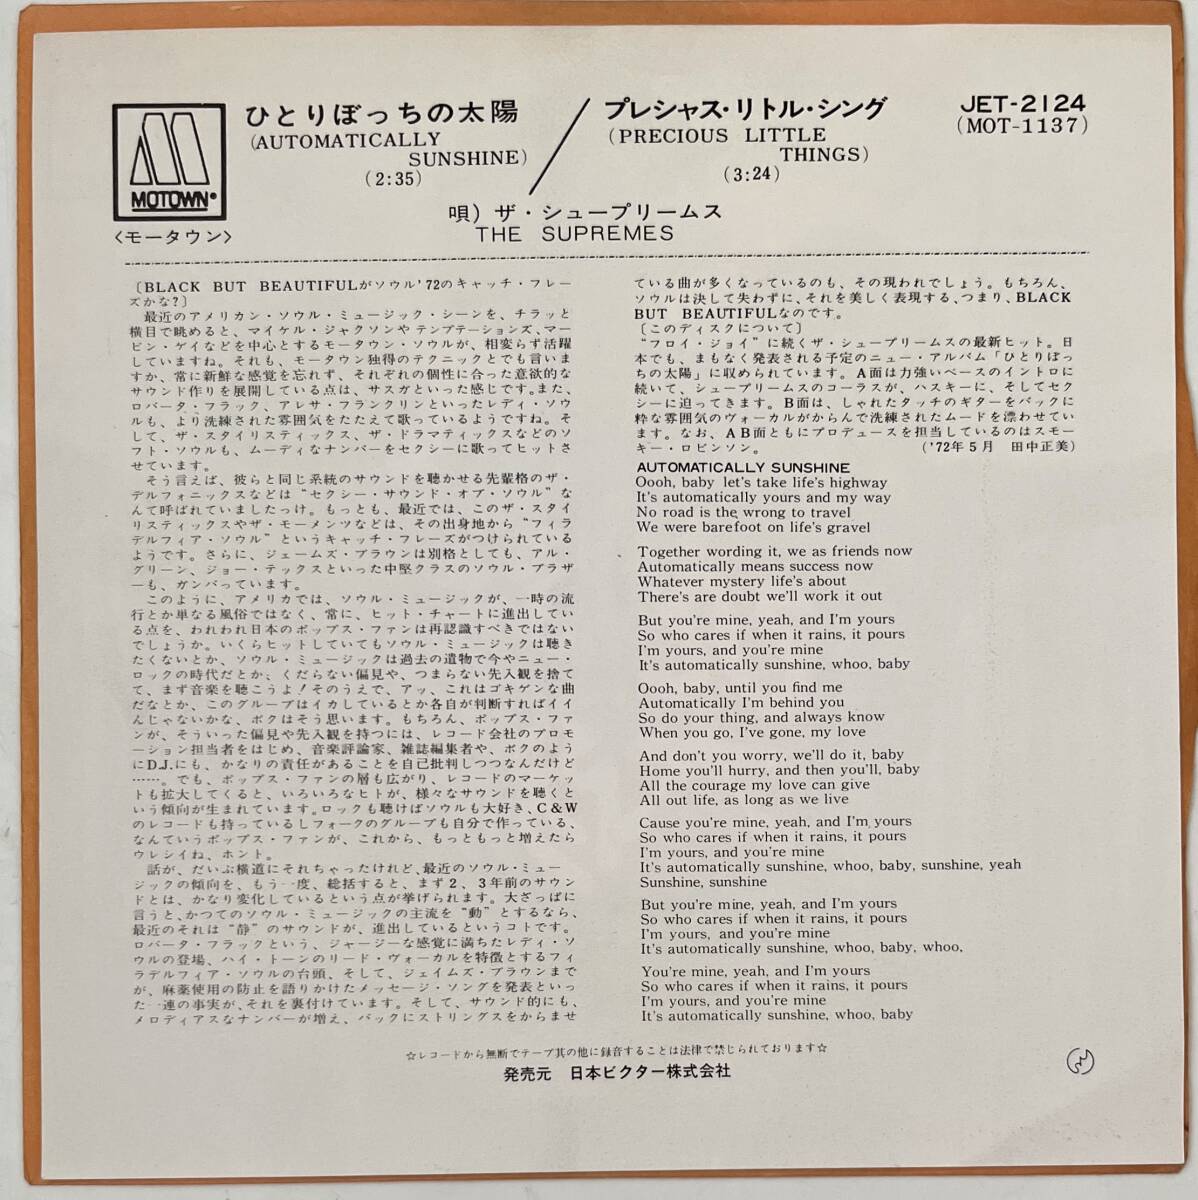 MOTOWN®
〈モータウン〉
ひとりぼっちの太陽
(AUTOMATICALLY
SUNSHINE)
(2:35)
プレシャス・リトル・シング
(PRECIOUS LITTLE
THINGS)
(3:24)
JET-2124
(MOT-1137)
唄) ザ・シュープリームス
THE SUPREMES
〔BLACK BUT BEAUTIFULがソウル'72のキャッチ・フレー
ズかな?〕
最近のアメリカン・ソウル・ミュージック・シーンを、チラッと
横目で眺めると、マイケル・ジャクソンやテンプテーションズ、マー
ビン・ゲイなどを中心とするモータウン・ソウルが、相変らず活躍
していますね。それも、モータウン独得のテクニックとでも言いま
すか、常に新鮮な感覚を忘れず、それぞれの個性に合った意欲的な
サウンド作りを展開している点は、サスガといった感じです。また、
ロバータ・フラック、アレサ・フランクリンといったレディ・ソウ
ルも、より洗練された雰囲気をたたえて歌っているようですね。そ
して、ザ・スタイリスティックス、ザ・ドラマティックスなどのソ
フト・ソウルも、ムーディなナンバーをセクシーに歌ってヒットさ
せています。
そう言えば、彼らと同じ系統のサウンドを聴かせる先輩格のザ・
デルフォニックスなどは“セクシー・サウンド・オブ・ソウル”な
んて呼ばれていましたっけ。もっとも、最近では、このザ・スタイ
リスティックスやザ・モーメンツなどは、その出身地から“フィラ
デルフィア・ソウル”というキャッチ・フレーズがつけられている
ようです。さらに、ジェームズ・ブラウンは別格としても、アル・
グリーン、ジョー・テックスといった中堅クラスのソウル・ブラザ
ーも、ガンバっています。
このように、アメリカでは、ソウル・ミュージックが、一時の流
行とか単なる風俗ではなく、常に、ヒット・チャートに進出してい
る点を、われわれ日本のポップス・ファンは再認識すべきではない
でしょうか。いくらヒットしていてもソウル・ミュージックは聴き
たくないとか、ソウル・ミュージックは過去の遺物で今やニュー・
ロックの時代だとか、くだらない偏見や、つまらない先入観を捨て
て、まず音楽を聴こうよ!そのうえで、アッ、これはゴキゲンな曲
だなとか、このグループはイカしているとか各自が判断すればイイ
んじゃないかな、ボクはそう思います。もちろん、ポップス・ファ
ンが、そういった偏見や先入観を持つには、レコード会社のプロモ
ーション担当者をはじめ、音楽評論家、雑誌編集者や、ボクのよう
にD.J.にも、かなりの責任があることを自己批判しつつなんだけど
……。でも、ポップス・ファンの層も広がり、レコードのマーケッ
トも拡大してくると、いろいろなヒトが、様々なサウンドを聴くと
いう傾向が生まれています。ロックも聴けばソウルも大好き、C&W
のレコードも持っているしフォークのグループも自分で作っている、
なんていうポップス・ファンが、これから、もっともっと増えたら
ウレシイね、ホント。
話が、だいぶ横道にそれちゃったけれど、最近のソウル・ミュー
ジックの傾向を、もう一度、総括すると、まず2、3年前のサウン
ドとは、かなり変化しているという点が挙げられます。大ざっぱに
言うと、かつてのソウル・ミュージックの主流を“動”とするなら、
最近のそれは“静”のサウンドが、進出しているというコトです。
ロバータ・フラックという、ジャージーな感覚に満ちたレディ・ソ
ウルの登場、ハイ・トーンのリード・ヴォーカルを特徴とするフィ
ラデルフィア・ソウルの台頭、そして、ジェイムズ・ブラウンまで
が、麻薬使用の防止を語りかけたメッセージ・ソングを発表といっ
た一連の事実が、それを裏付けています。そして、サウンド的にも、
メロディアスなナンバーが増え、バックにストリングスをからませ
ている曲が多くなっているのも、その現われでしょう。もちろん、
ソウルは決して失わずに、それを美しく表現する、つまり、BLACK
BUT BEAUTIFULなのです。
〔このディスクについて〕
“フロイ・ジョイ”に続くザ・シュープリームスの最新ヒット。日
本でも、まもなく発表される予定のニュー・アルバム「ひとりぼっ
ちの太陽」に収められています。A面は力強いベースのイントロに
続いて、シュープリームスのコーラスが、ハスキーに、そしてセク
シーに迫ってきます。B面は、しゃれたタッチのギターをバックに
粋な雰囲気のヴォーカルがからんで洗練されたムードを漂わせてい
ます。なお、AB面ともにプロデュースを担当しているのはスモー
キー・ロビンソン。 ('72年5月 田中正美)
AUTOMATICALLY SUNSHINE
Oooh, baby let's take life's highway
It's automatically yours and my way
No road is the wrong to travel
We were barefoot on life's gravel
Together wording it, we as friends now
Automatically means success now
Whatever mystery life's about
There's are doubt we'll work it out
But you're mine, yeah, and I'm yours
So who cares if when it rains, it pours
I'm yours, and you're mine
It's automatically sunshine, whoo, baby
Oooh, baby, until you find me
Automatically I'm behind you
So do your thing, and always know
When you go, I've gone, my love
And don't you worry, we'll do it, baby
Home you'll hurry, and then you'll, baby
All the courage my love can give
All out life, as long as we live
Cause you're mine, yeah, and I'm yours
So who cares if when it rains, it pours
I'm yours, and you're mine
It's automatically sunshine, whoo, baby, sunshine, yeah
Sunshine, sunshine
But you're mine, yeah, and I'm yours
So who cares if when it rains, it pours
I'm yours, and you're mine
It's automatically sunshine, whoo, baby, whoo,
You're mine, yeah, and I'm yours
So who cares if when it rains, it pours
I'm yours, and you're mine
It's automatically sunshine, whoo, baby
☆レコードから無断でテープ其の他に録音することは法律で禁じられております☆
発売元 日本ビクター株式会社